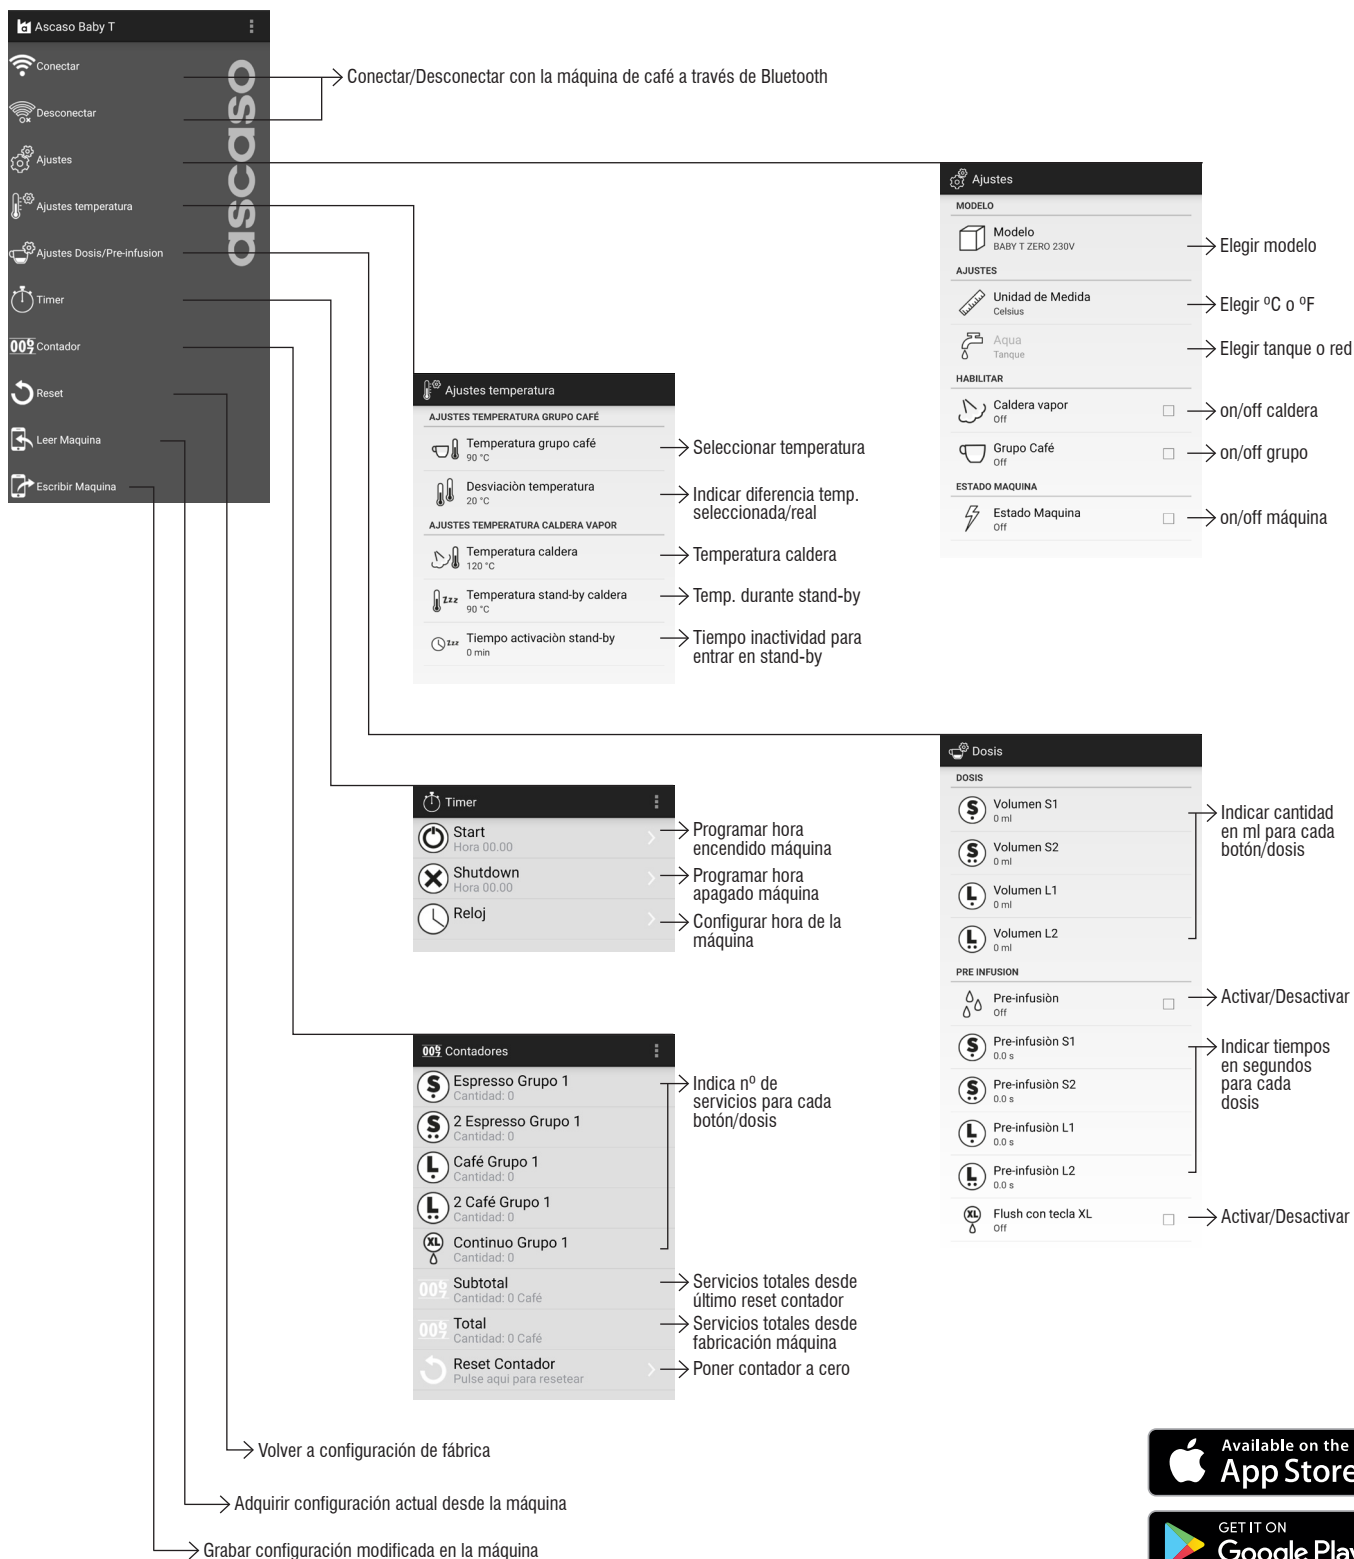 Ascaso Baby T
Conectar
Desconectar
Ajustes
Ajustes temperatura
Ajustes Dosis/Pre-infusion
Timer
Contador
Reset
Leer Maquina
Escribir Maquina
ascaso
Conectar/Desconectar con la máquina de café a través de Bluetooth
Ajustes
MODELO
Modelo
BABY T ZERO 230V
Elegir modelo
AJUSTES
Unidad de Medida
Celsius
Elegir ºC o ºF
Aqua
Tanque
Elegir tanque o red
HABILITAR
Caldera vapor
Off
on/off caldera
Grupo Café
Off
on/off grupo
ESTADO MAQUINA
Estado Maquina
Off
on/off máquina
Ajustes temperatura
AJUSTES TEMPERATURA GRUPO CAFÉ
Temperatura grupo café
90 °C
Seleccionar temperatura
Desviaciòn temperatura
20 °C
Indicar diferencia temp.
seleccionada/real
AJUSTES TEMPERATURA CALDERA VAPOR
Temperatura caldera
120 °C
Temperatura caldera
Temperatura stand-by caldera
90 °C
Temp. durante stand-by
Tiempo activaciòn stand-by
0 min
Tiempo inactividad para
entrar en stand-by
Timer
Start
Hora 00.00
Programar hora
encendido máquina
Shutdown
Hora 00.00
Programar hora
apagado máquina
Reloj
Configurar hora de la
máquina
Dosis
DOSIS
Volumen S1
0 ml
Volumen S2
0 ml
Volumen L1
0 ml
Volumen L2
0 ml
Indicar cantidad
en ml para cada
botón/dosis
PRE INFUSION
Pre-infusiòn
Off
Activar/Desactivar
Pre-infusiòn S1
0.0 s
Pre-infusiòn S2
0.0 s
Pre-infusiòn L1
0.0 s
Pre-infusiòn L2
0.0 s
Indicar tiempos
en segundos
para cada
dosis
Flush con tecla XL
Off
Activar/Desactivar
Contadores
Espresso Grupo 1
Cantidad: 0
2 Espresso Grupo 1
Cantidad: 0
Café Grupo 1
Cantidad: 0
2 Café Grupo 1
Cantidad: 0
Continuo Grupo 1
Cantidad: 0
Indica nº de
servicios para cada
botón/dosis
Subtotal
Cantidad: 0 Café
Servicios totales desde
último reset contador
Total
Cantidad: 0 Café
Servicios totales desde
fabricación máquina
Reset Contador
Pulse aqui para resetear
Poner contador a cero
Volver a configuración de fábrica
Adquirir configuración actual desde la máquina
Grabar configuración modificada en la máquina
Available on the
App Store
GET IT ON
Google Play